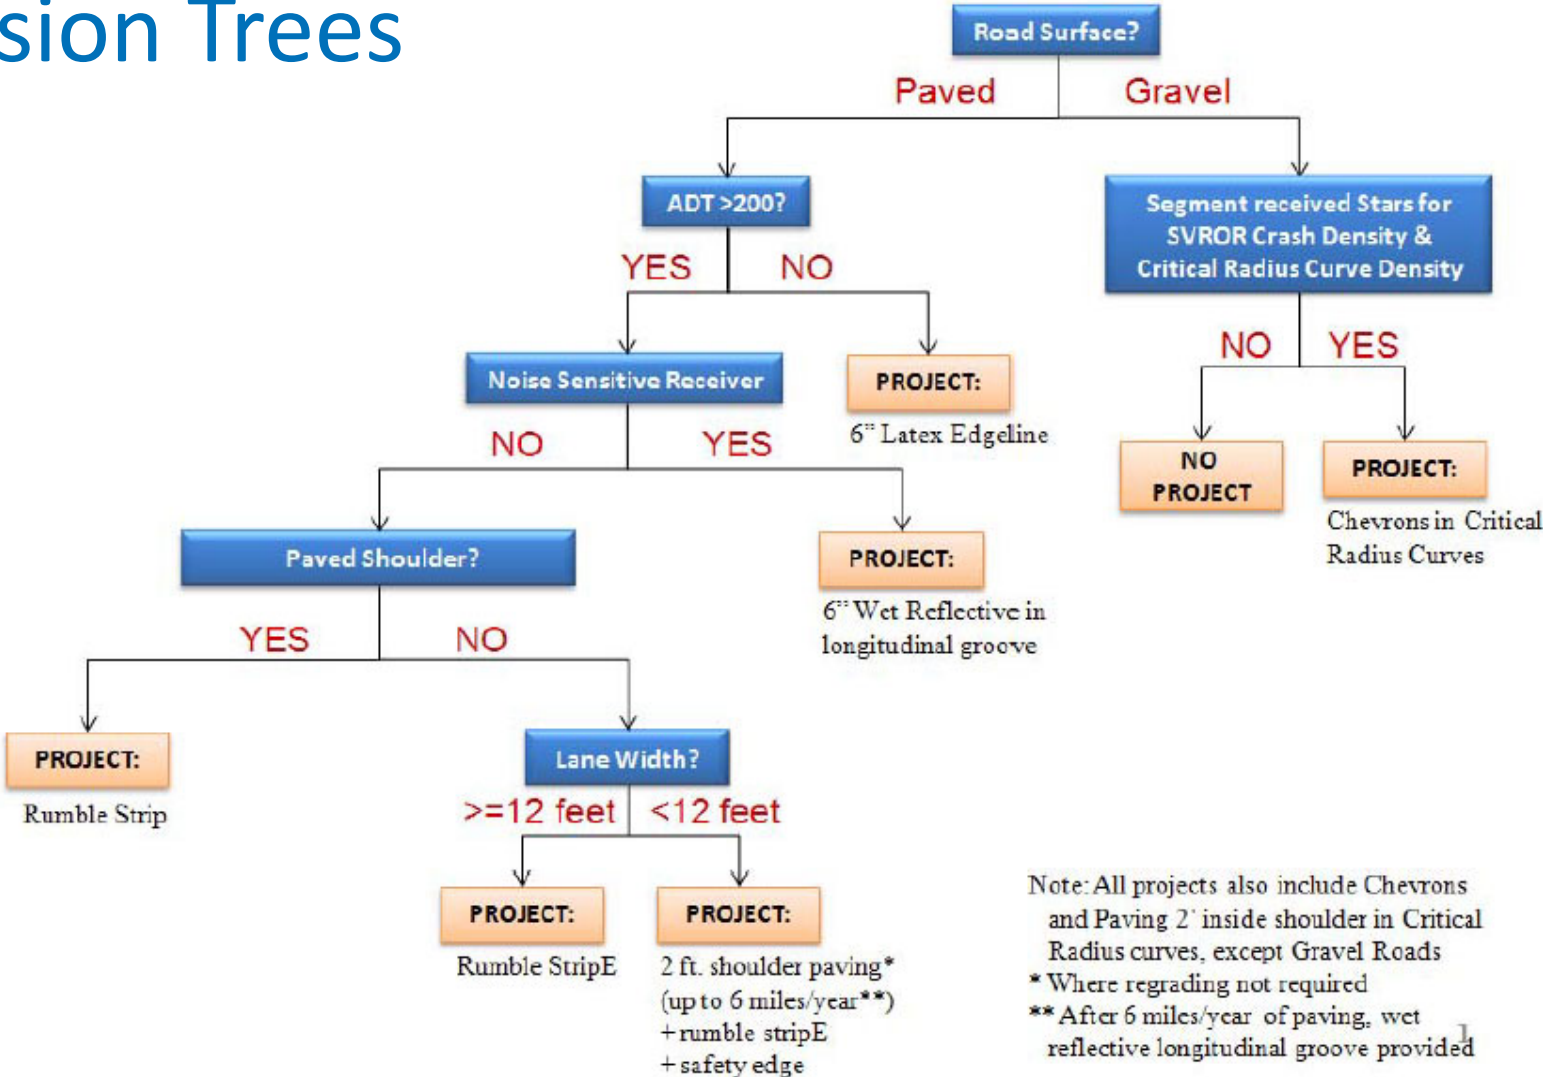 sion Trees
Road Surface?
Paved
Gravel
ADT >200?
Segment received Stars for
SVROR Crash Density &
Critical Radius Curve Density
YES
NO
NO
YES
Noise Sensitive Receiver
PROJECT:
6" Latex Edgeline
NO
PROJECT
PROJECT:
Chevrons in Critical
Radius Curves
NO
YES
Paved Shoulder?
PROJECT:
6" Wet Reflective in
longitudinal groove
YES
NO
PROJECT:
Rumble Strip
Lane Width?
>=12 feet
<12 feet
PROJECT:
Rumble StripE
PROJECT:
2 ft. shoulder paving*
(up to 6 miles/year**)
+ rumble stripE
+ safety edge
Note: All projects also include Chevrons
and Paving 2' inside shoulder in Critical
Radius curves, except Gravel Roads
* Where regrading not required
** After 6 miles/year of paving, wet
reflective longitudinal groove provided
1